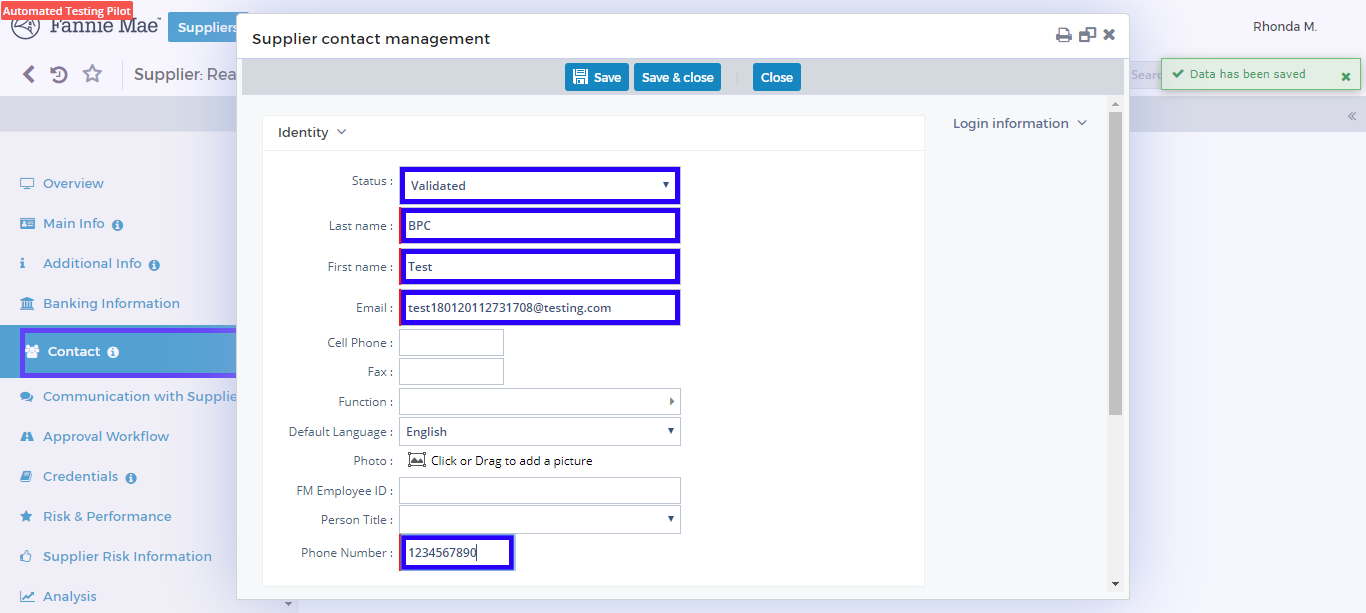 Automated Testing Pilot
Fannie Mae™
Suppliers
Rhonda M.
Supplier contact management
Supplier: Rea
Save
Save & close
Close
Sear
Data has been saved
Identity
Login information
Status :
Validated
Last name :
BPC
First name :
Test
Email :
test180120112731708@testing.com
Cell Phone :
Fax :
Function :
Default Language :
English
Photo :
Click or Drag to add a picture
FM Employee ID :
Person Title :
Phone Number :
1234567890
Overview
Main Info
Additional Info
Banking Information
Contact
Communication with Supplie
Approval Workflow
Credentials
Risk & Performance
Supplier Risk Information
Analysis